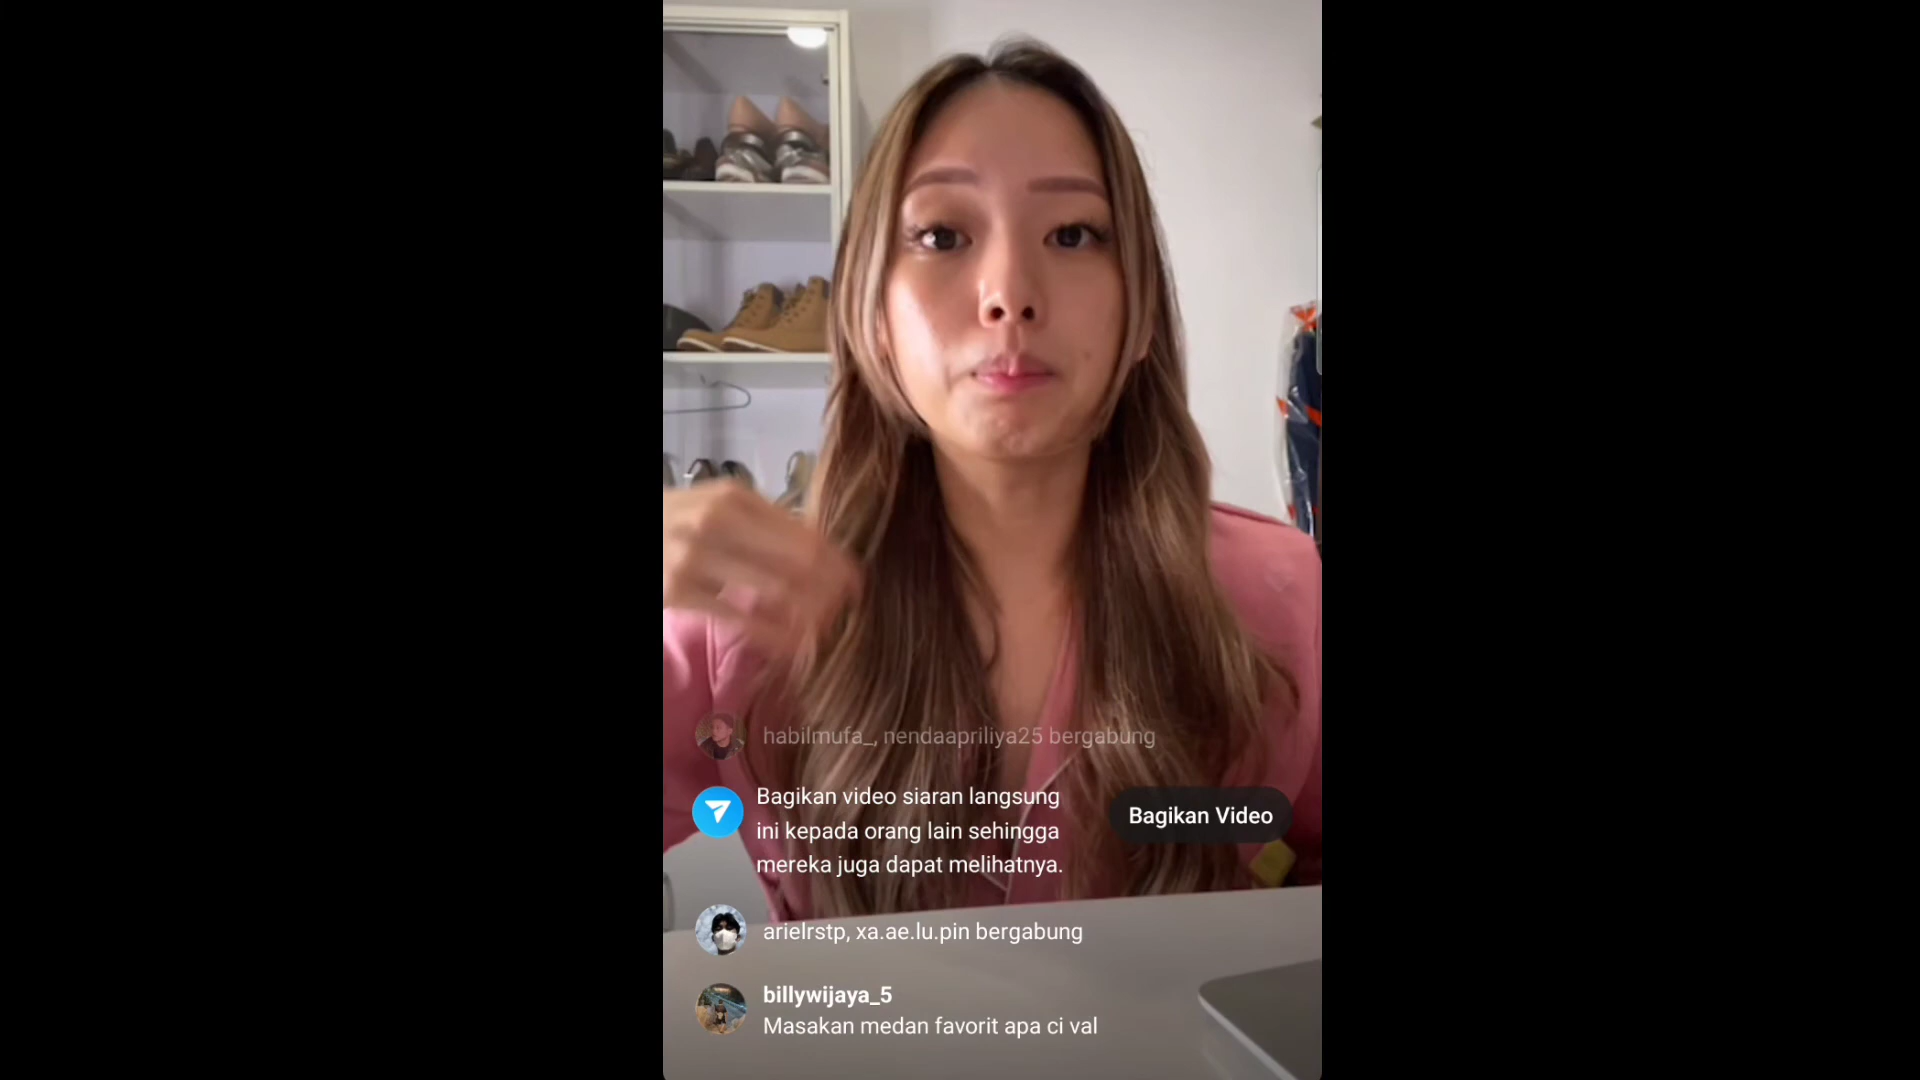 habilmufa_, nendaapriliya25 bergabung
Bagikan video siaran langsung
ini kepada orang lain sehingga
mereka juga dapat melihatnya.
Bagikan Video
arielrstp, xa.ae.lu.pin bergabung
billywijaya_5
Masakan medan favorit apa ci val